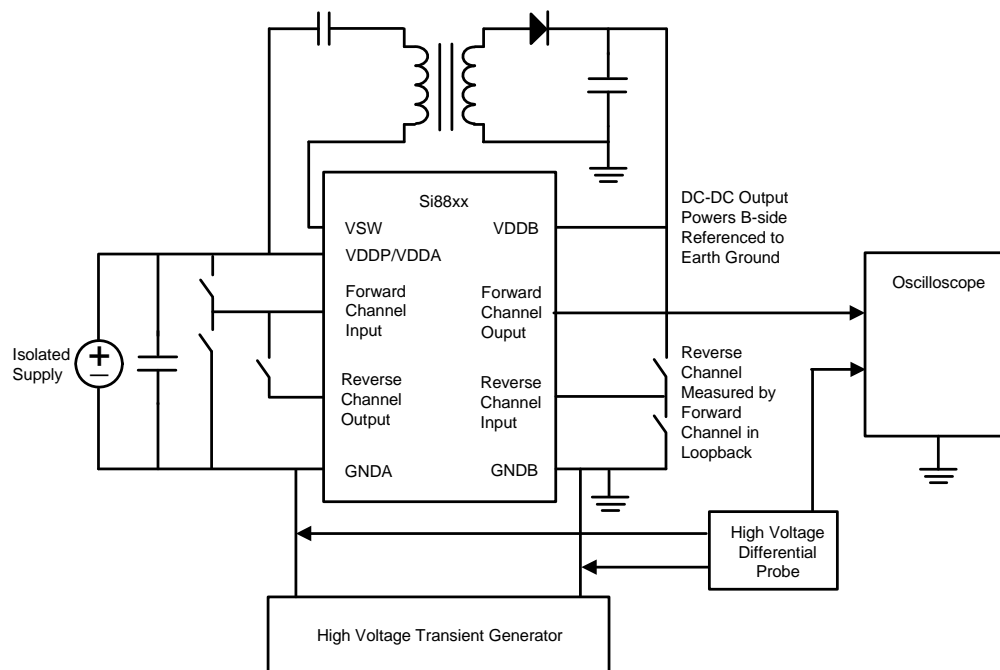 Si88xx
VSW
VDDB
VDDP/VDDA
Forward
Channel
Input
Forward
Channel
Ouput
Reverse
Channel
Output
Reverse
Channel
Input
GNDA
GNDB
Isolated
Supply
DC-DC Output
Powers B-side
Referenced to
Earth Ground
Oscilloscope
Reverse
Channel
Measured by
Forward
Channel in
Loopback
High Voltage
Differential
Probe
High Voltage Transient Generator